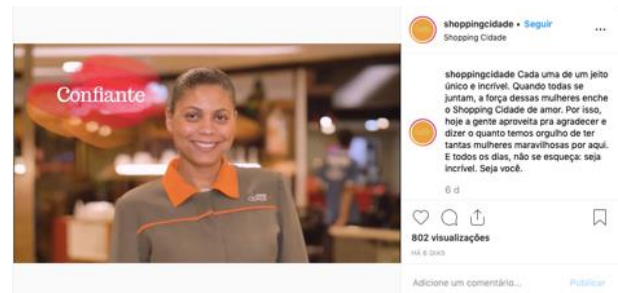 shoppingcidade • Seguir
Shopping Cidade
...
Confiante
shoppingcidade Cada uma de um jeito
único e incrível. Quando todas se
juntam, a força dessas mulheres enche
o Shopping Cidade de amor. Por isso,
hoje a gente aproveita pra agradecer e
dizer o quanto temos orgulho de ter
tantas mulheres maravilhosas por aqui.
E todos os dias, não se esqueça: seja
incrível. Seja você.
6 d
802 visualizações
HÁ 6 DIAS
Adicione um comentário...
Publicar